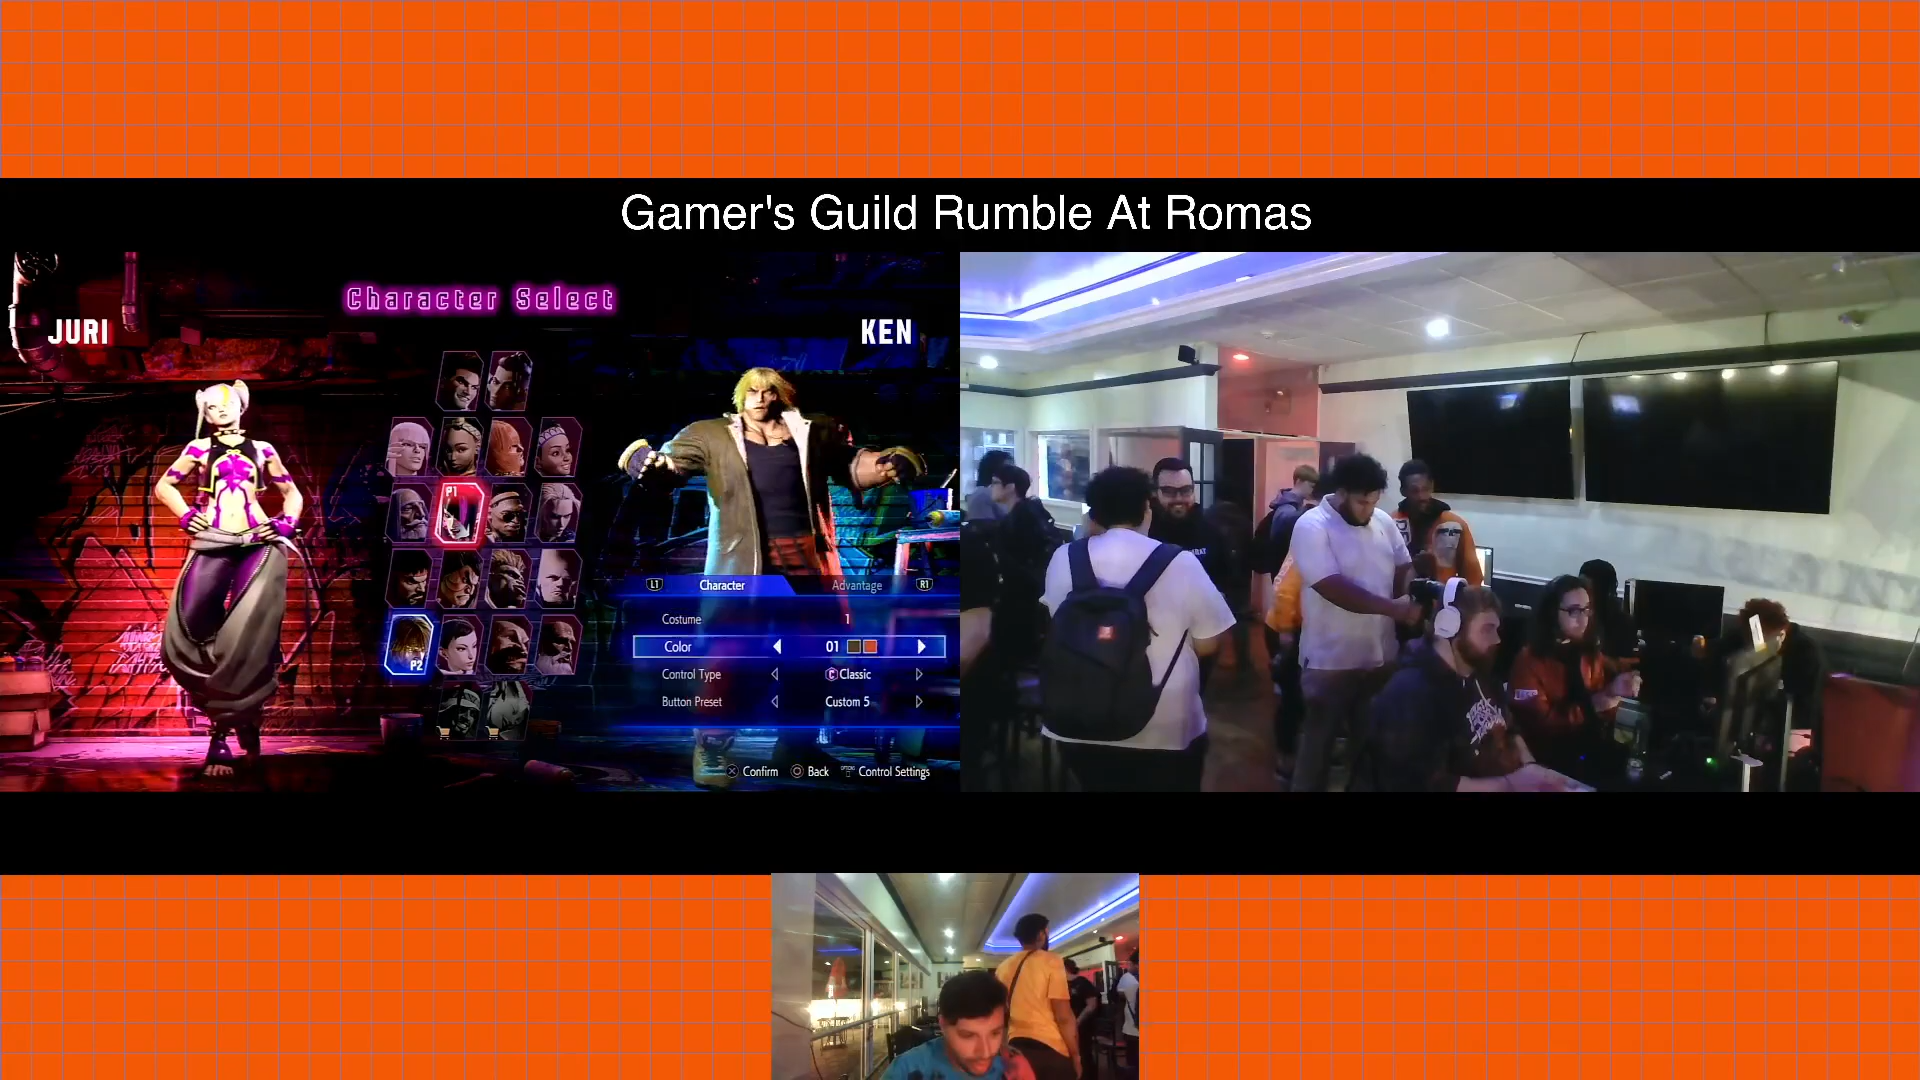 Gamer's Guild Rumble At Romas
Character Select
JURI
KEN
P1
P2
L1
Character
Advantage
R1
Costume
1
Color
01
Control Type
C Classic
Button Preset
Custom 5
Confirm
Back
OPTIONS
Control Settings